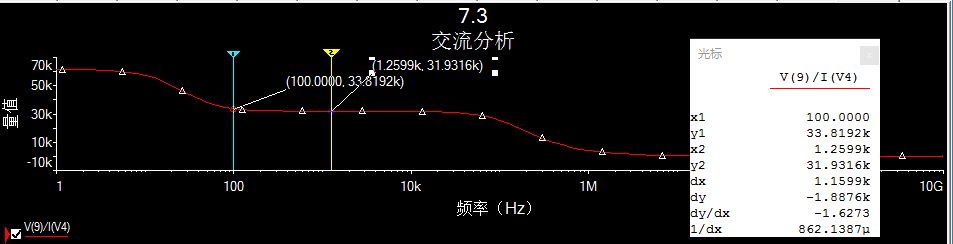 7.3
交流分析
量值
70k
50k
30k
10k
-10k
1
2
(100.0000, 33.8192k)
(1.2599k, 31.9316k)
1
100
10k
1M
10G
频率（Hz）
V(9)/I(V4)
光标
V(9)/I(V4)
x1 100.0000
y1 33.8192k
x2 1.2599k
y2 31.9316k
dx 1.1599k
dy -1.8876k
dy/dx -1.6273
1/dx 862.1387µ